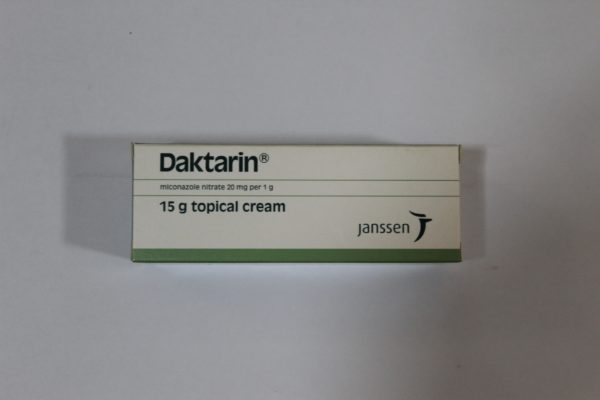 Daktarin®
miconazole nitrate 20 mg per 1 g
15 g topical cream
janssen